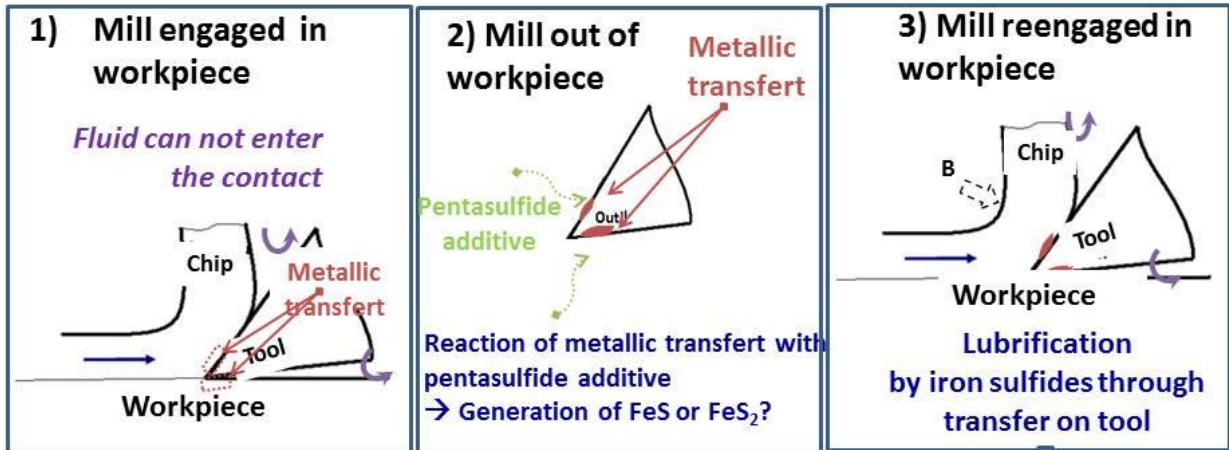 1) Mill engaged in
workpiece
Fluid can not enter
the contact
Chip
Metallic
transfert
Tool
Workpiece
2) Mill out of
workpiece
Metallic
transfert
Pentasulfide
additive
Outil
Reaction of metallic transfert with
pentasulfide additive
→ Generation of FeS or FeS₂?
3) Mill reengaged in
workpiece
B
Chip
Tool
Workpiece
Lubrification
by iron sulfides through
transfer on tool